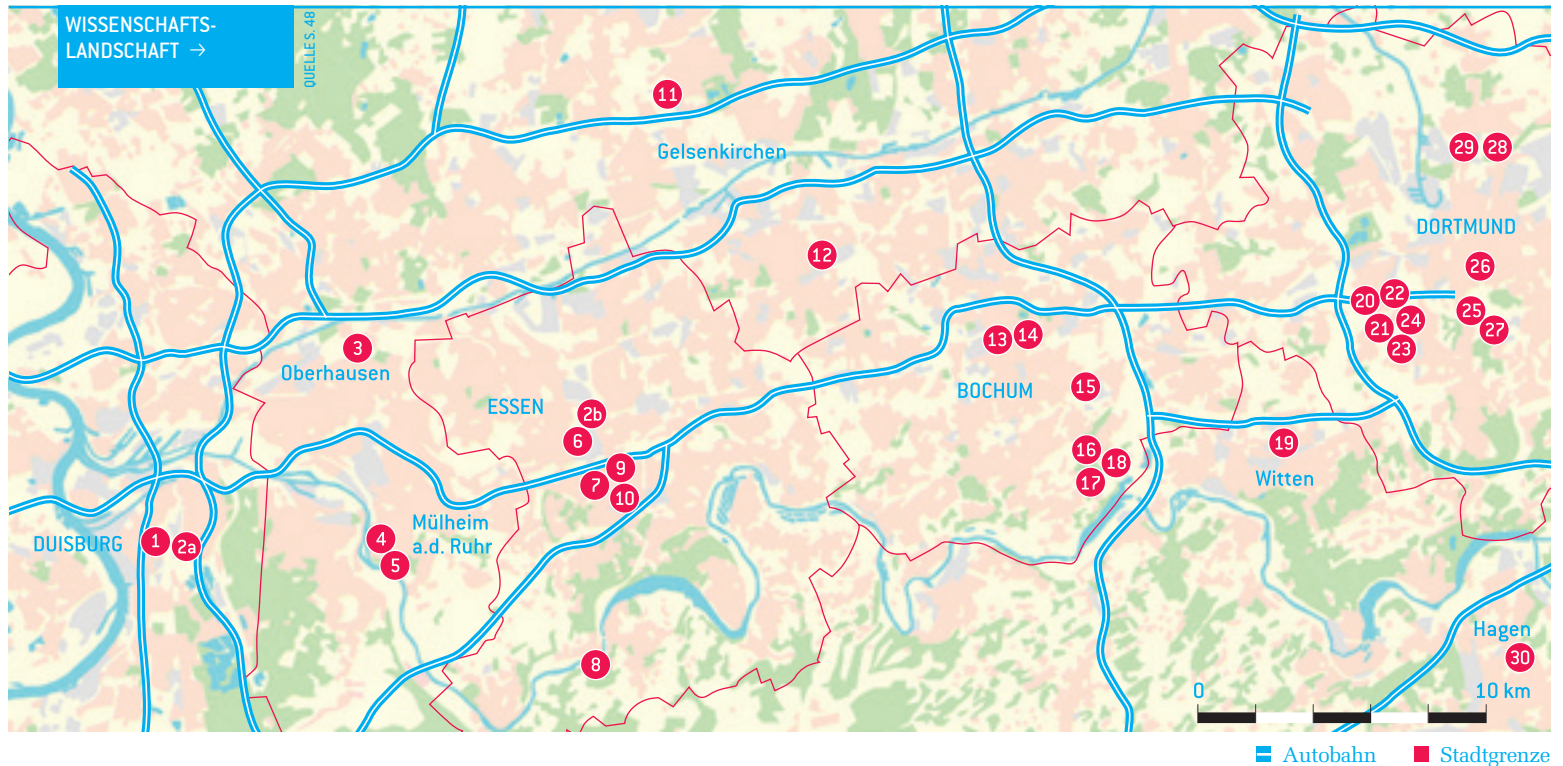 WISSENSCHAFTS-
LANDSCHAFT →
QUELLE S. 48
11
Gelsenkirchen
29 28
DORTMUND
12
26
20 22
25
21 24
27
23
13 14
3
Oberhausen
BOCHUM
15
ESSEN
2b
6
16
18
17
19
Witten
9
7
10
Mülheim
a.d. Ruhr
4
5
DUISBURG
1 2a
8
Hagen
30
0 10 km
Autobahn Stadtgrenze